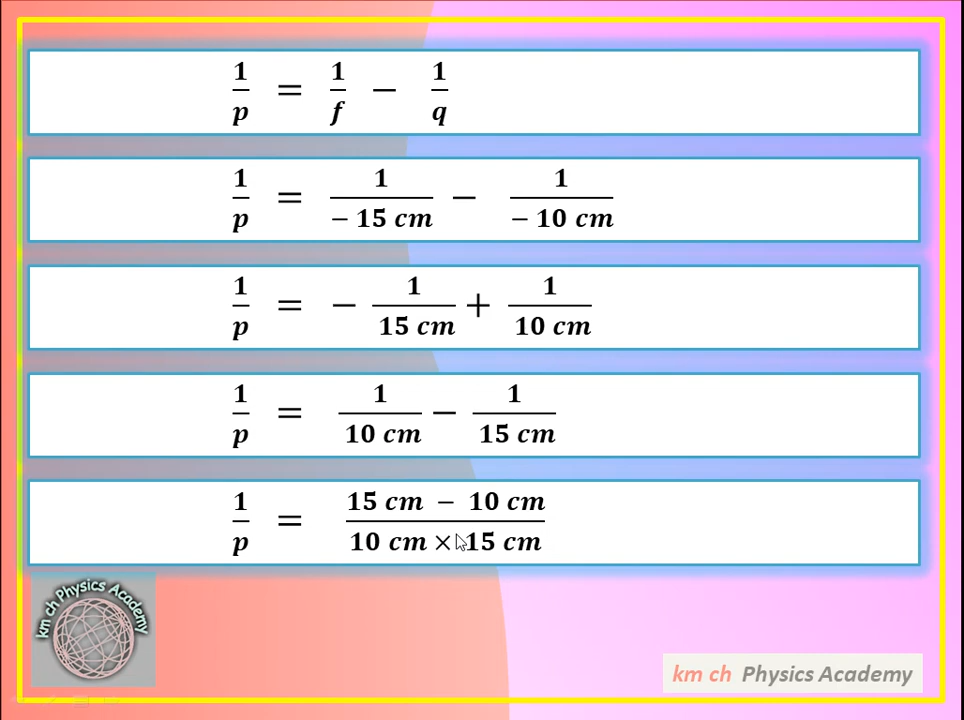 1/p = 1/f − 1/q
1/p = 1/(− 15 cm) − 1/(− 10 cm)
1/p = − 1/(15 cm) + 1/(10 cm)
1/p = 1/(10 cm) − 1/(15 cm)
1/p = (15 cm − 10 cm)/(10 cm × 15 cm)
km ch Physics Academy
km ch Physics Academy